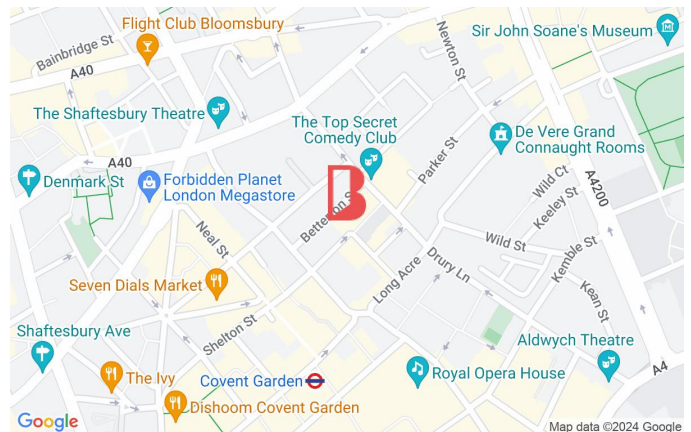 Flight Club Bloomsbury
Bainbridge St
A40
Newton St
Sir John Soane's Museum
The Shaftesbury Theatre
The Top Secret
Comedy Club
De Vere Grand
Connaught Rooms
Parker St
A40
Denmark St
Forbidden Planet
London Megastore
B
Betterton St
Wild Ct
Keeley St
A4200
Neal St
Wild St
Drury Ln
Kemble St
Kean St
Seven Dials Market
Long Acre
Shelton St
Shaftesbury Ave
Aldwych Theatre
A4
The Ivy
Covent Garden
Royal Opera House
Dishoom Covent Garden
Google
Map data ©2024 Google